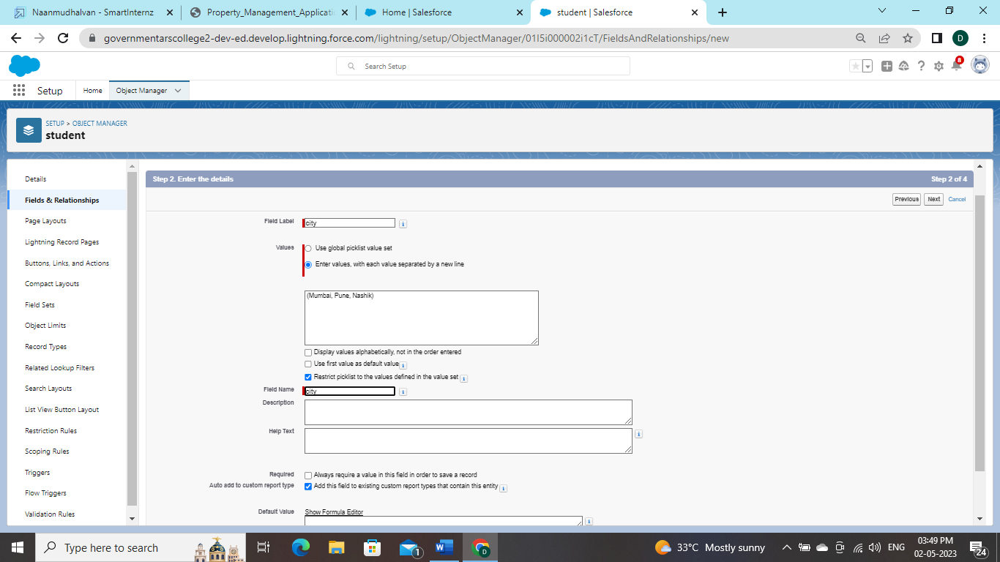 Naanmudhalvan - SmartInternz
Property_Management_Applicati
Home | Salesforce
student | Salesforce
governmentarscollege2-dev-ed.develop.lightning.force.com/lightning/setup/ObjectManager/01I5i000002i1cT/FieldsAndRelationships/new
D
Search Setup
8
Setup
Home
Object Manager
SETUP > OBJECT MANAGER
student
Details
Fields & Relationships
Page Layouts
Lightning Record Pages
Buttons, Links, and Actions
Compact Layouts
Field Sets
Object Limits
Record Types
Related Lookup Filters
Search Layouts
List View Button Layout
Restriction Rules
Scoping Rules
Triggers
Flow Triggers
Validation Rules
Step 2. Enter the details
Step 2 of 4
Previous
Next
Cancel
Field Label
city
Values
Use global picklist value set
Enter values, with each value separated by a new line
(Mumbai, Pune, Nashik)
Display values alphabetically, not in the order entered
Use first value as default value
Restrict picklist to the values defined in the value set
Field Name
city
Description
Help Text
Required
Always require a value in this field in order to save a record
Auto add to custom report type
Add this field to existing custom report types that contain this entity
Default Value
Show Formula Editor
Type here to search
1
D
33°C Mostly sunny
ENG
03:49 PM
02-05-2023
24